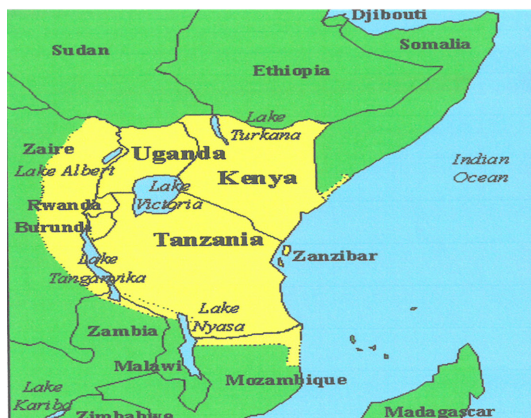 Djibouti
Sudan
Somalia
Ethiopia
Lake
Turkana
Zaire
Uganda
Lake Albert
Kenya
Indian
Ocean
Lake
Victoria
Rwanda
Burundi
Tanzania
Zanzibar
Lake
Tanganyika
Lake
Nyasa
Zambia
Malawi
Mozambique
Lake
Kariba
Zimbabwe
Madagascar